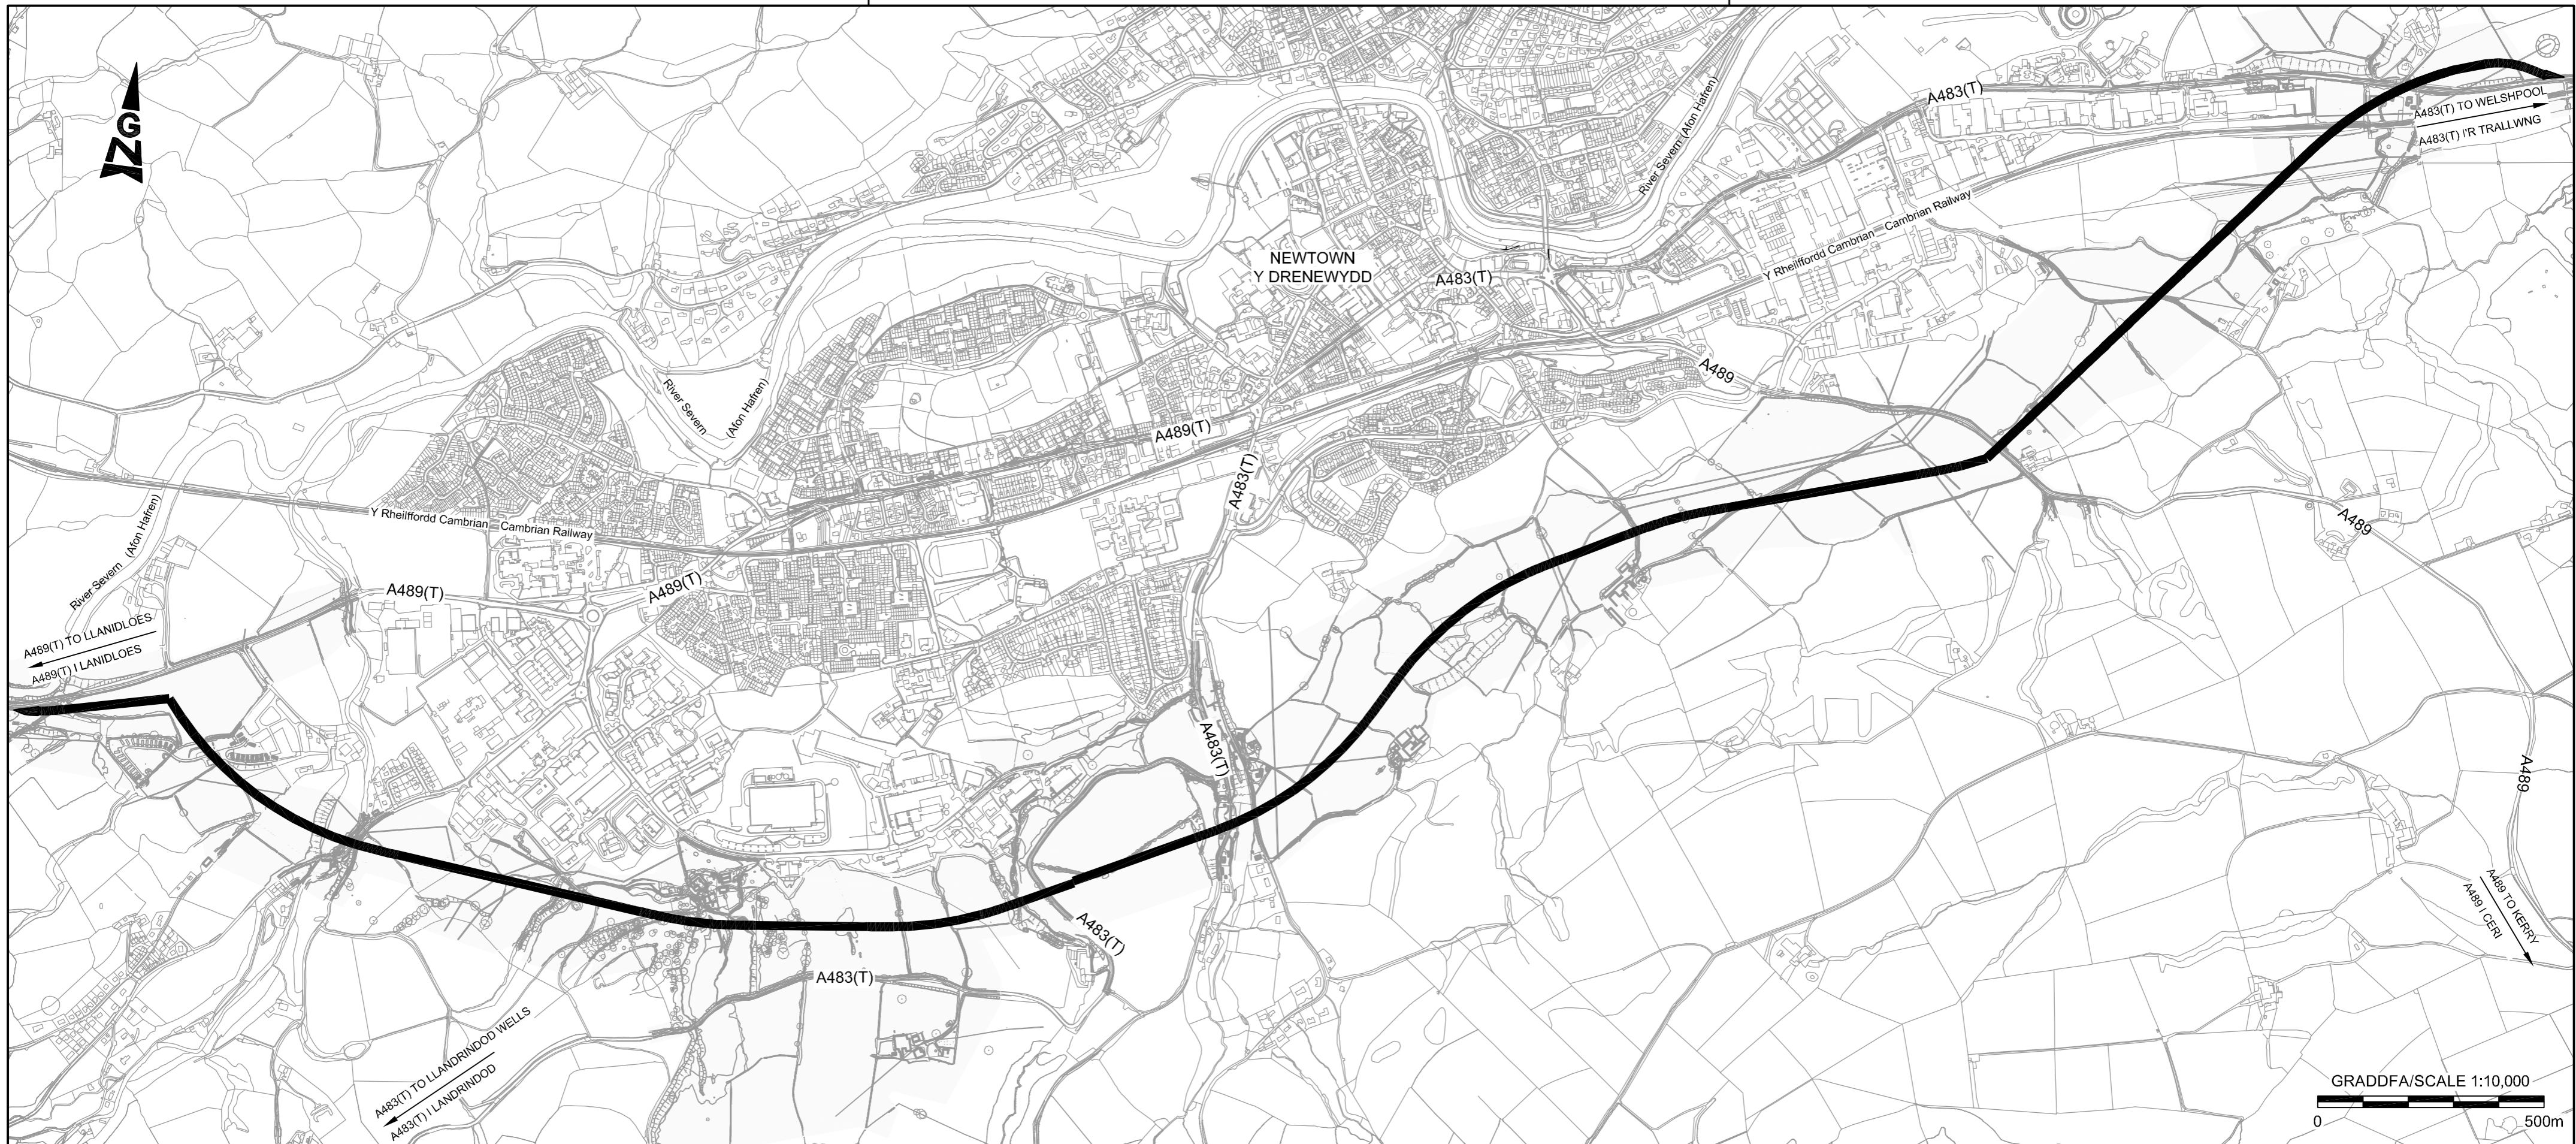 NG
A483(T)
A483(T) TO WELSHPOOL
A483(T) I'R TRALLWNG
River Severn (Afon Hafren)
Y Rheilffordd Cambrian - Cambrian Railway
NEWTOWN
Y DRENEWYDD
A483(T)
A489
River Severn
(Afon Hafren)
A489(T)
A483(T)
River Severn (Afon Hafren)
Y Rheilffordd Cambrian - Cambrian Railway
A489
A489(T)
A489(T)
A489(T) TO LLANIDLOES
A489(T) I LANIDLOES
A483(T)
A489
A483(T)
A483(T)
A489 TO KERRY
A489 I CERI
A483(T) TO LLANDRINDOD WELLS
A483(T) I LLANDRINDOD
GRADDFA/SCALE 1:10,000
0 500m